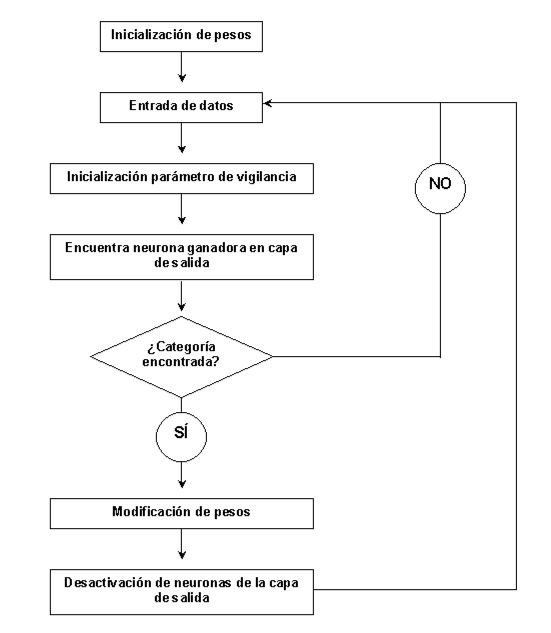 Inicialización de pesos
Entrada de datos
Inicialización parámetro de vigilancia
NO
Encuentra neurona ganadora en capa
de salida
¿Categoría
encontrada?
SÍ
Modificación de pesos
Desactivación de neuronas de la capa
de salida